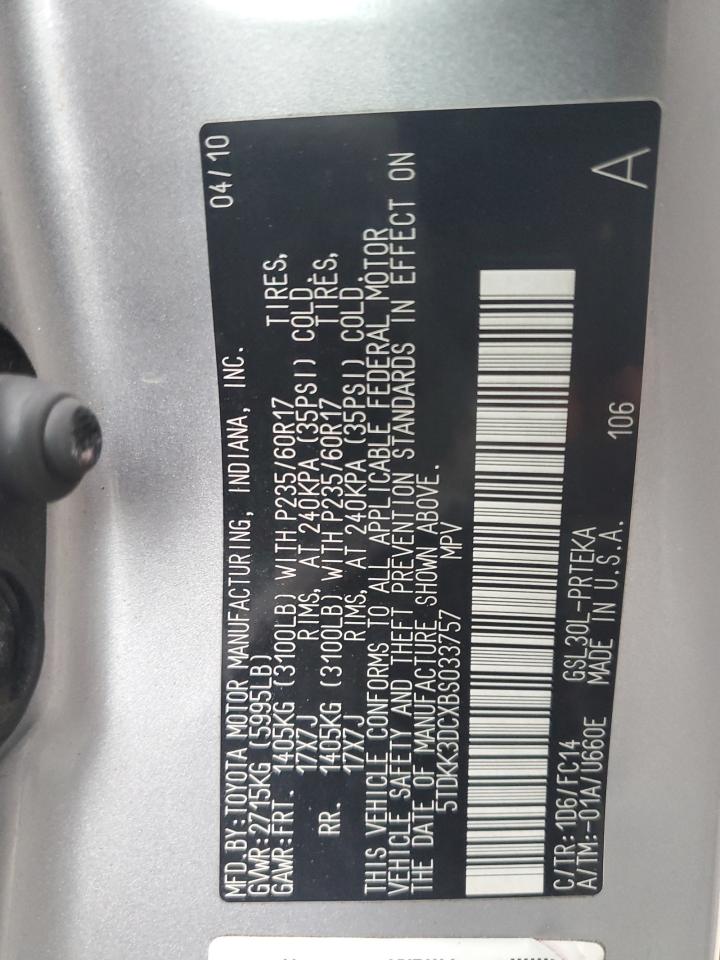 MFD.BY:TOYOTA MOTOR MANUFACTURING, INDIANA, INC. 04/10
GVWR:2715KG (5995LB)
GAWR:FRT. 1405KG (3100LB) WITH P235/60R17 TIRES,
17X7J RIMS, AT 240KPA (35PSI) COLD.
RR. 1405KG (3100LB) WITH P235/60R17 TIRES,
17X7J RIMS, AT 240KPA (35PSI) COLD.
THIS VEHICLE CONFORMS TO ALL APPLICABLE FEDERAL MOTOR
VEHICLE SAFETY AND THEFT PREVENTION STANDARDS IN EFFECT ON
THE DATE OF MANUFACTURE SHOWN ABOVE.
5TDKK3DCXBS033757 MPV
C/TR:1D6/FC14 GSL30L-PRTEKA 106 A
A/TM:-01A/U660E MADE IN U.S.A.